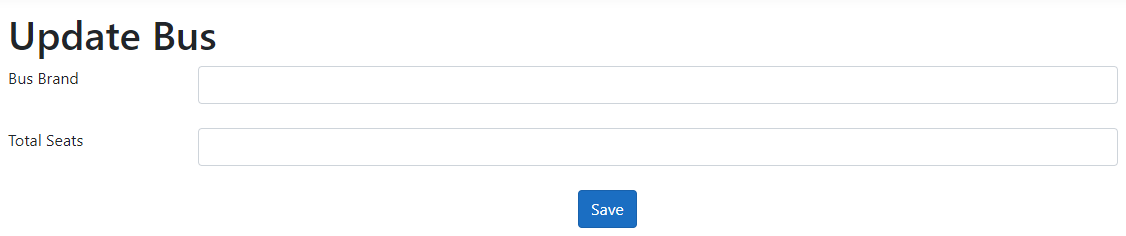 Update Bus
Bus Brand
Total Seats
Save